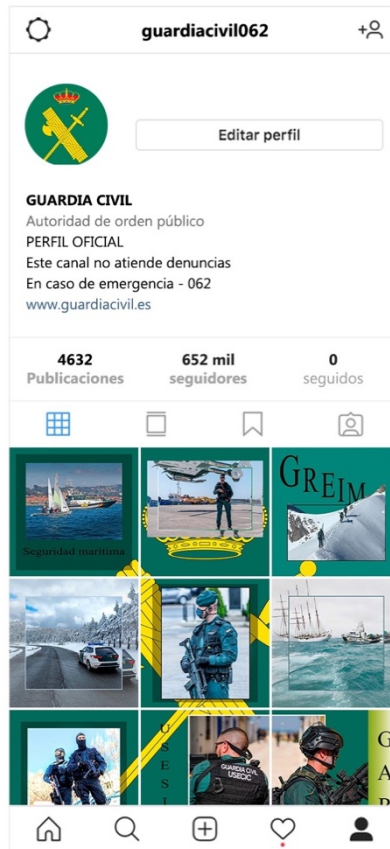 guardiacivil062
Editar perfil
GUARDIA CIVIL
Autoridad de orden público
PERFIL OFICIAL
Este canal no atiende denuncias
En caso de emergencia - 062
www.guardiacivil.es
4632 652 mil 0
Publicaciones seguidores seguidos
GREIM
Seguridad marítima
U
S
E
S
I
GUARDIA CIVIL
USECIC
G
A